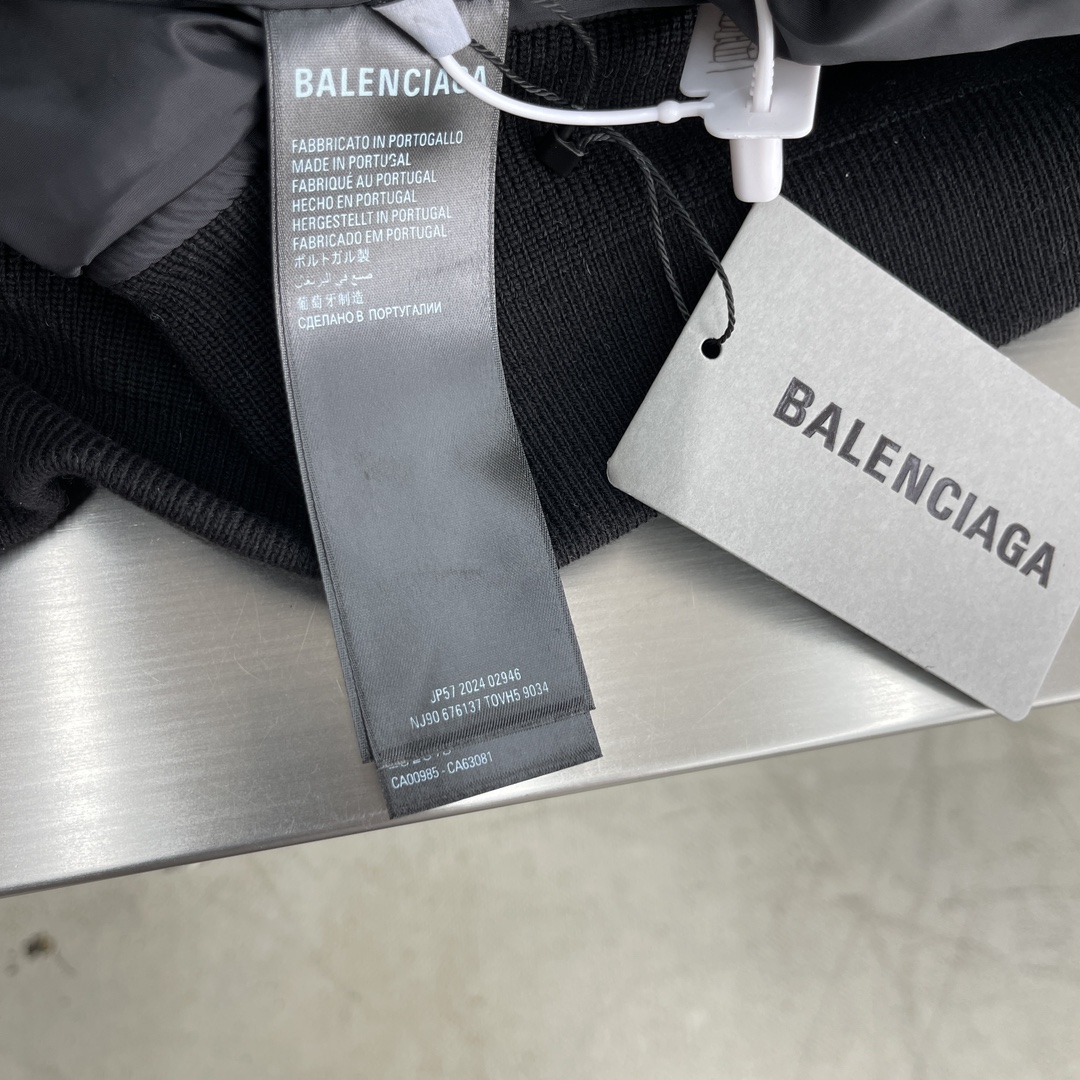 BALENCIAGA
FABBRICATO IN PORTOGALLO
MADE IN PORTUGAL
FABRIQUÉ AU PORTUGAL
HECHO EN PORTUGAL
HERGESTELLT IN PORTUGAL
FABRICADO EM PORTUGAL
ポルトガル製
صنع في البرتغال
葡萄牙制造
СДЕЛАНО В ПОРТУГАЛИИ
JP57 2024 02946
NJ90 676137 TOVH5 9034
CA00985 - CA63081
BALENCIAGA